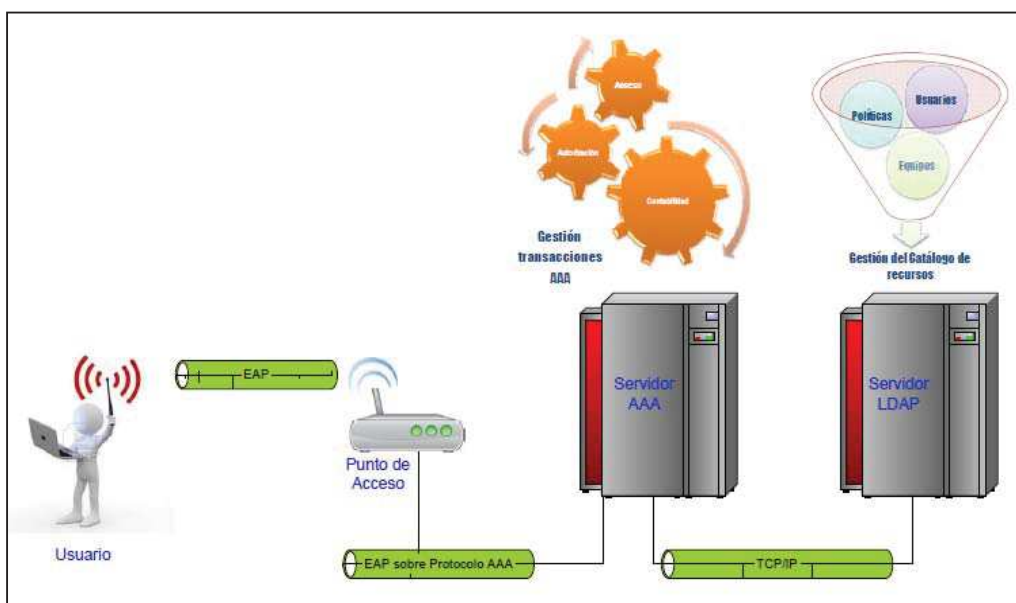 Acceso
Autorización
Contabilidad
Gestión
transacciones
AAA
Políticas
Usuarios
Equipos
Gestión del Catálogo de
recursos
EAP
Servidor
AAA
Servidor
LDAP
Punto de
Acceso
Usuario
EAP sobre Protocolo AAA
TCP/IP